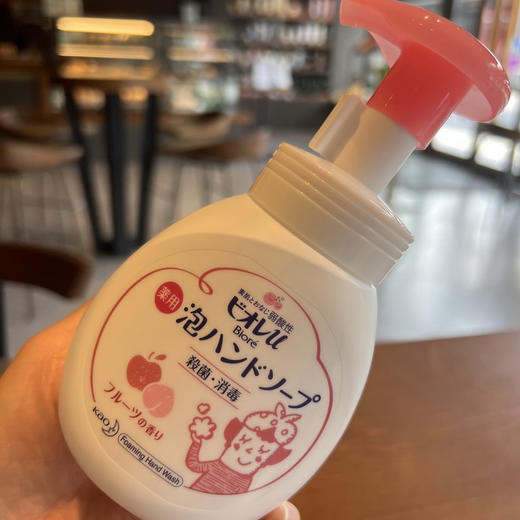 素肌とおなじ弱酸性
ビオレu
Bioré
薬用
泡ハンドソープ
殺菌・消毒
フルーツの香り
Kao
Foaming Hand Wash